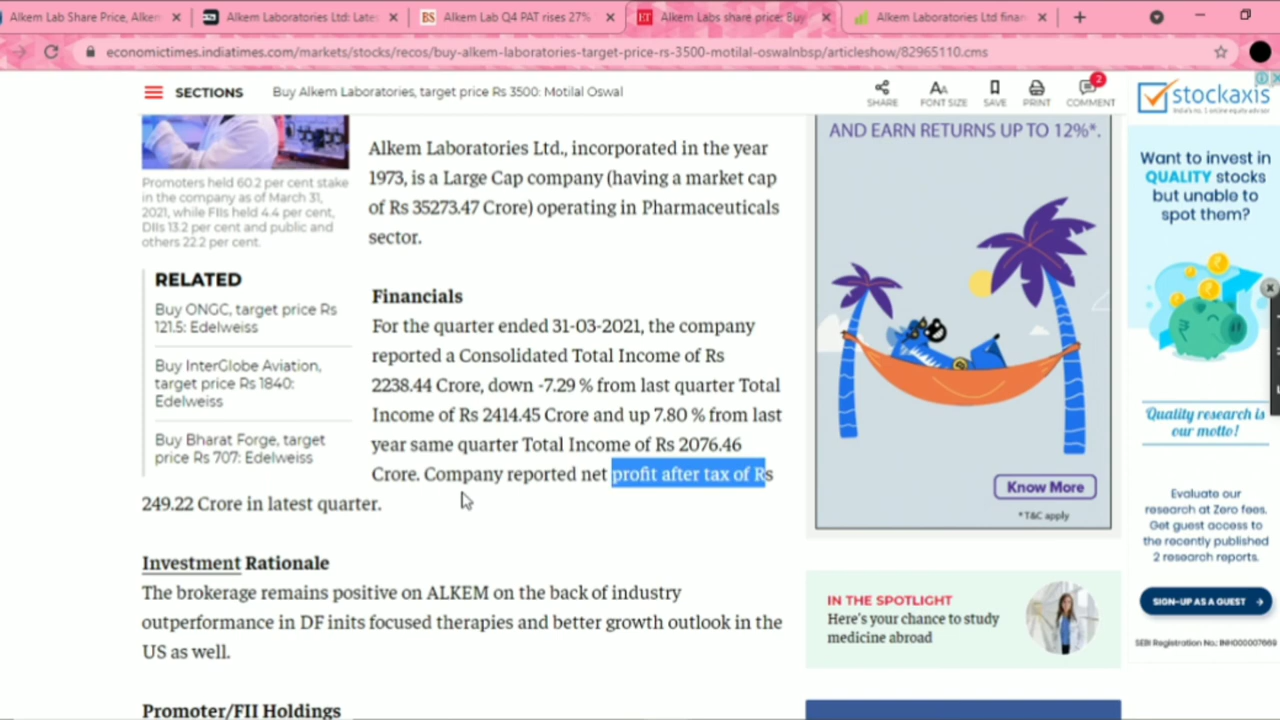 Alkem Lab Share Price, Alkem
Alkem Laboratories Ltd: Lates
BS
Alkem Lab Q4 PAT rises 27%
ET
Alkem Labs share price: Buy
Alkem Laboratories Ltd finan
economictimes.indiatimes.com/markets/stocks/recos/buy-alkem-laboratories-target-price-rs-3500-motilal-oswalnbsp/articleshow/82965110.cms
SECTIONS
Buy Alkem Laboratories, target price Rs 3500: Motilal Oswal
SHARE
FONT SIZE
SAVE
PRINT
2
COMMENT
Promoters held 60.2 per cent stake
in the company as of March 31,
2021, while FIIs held 4.4 per cent,
DIIs 13.2 per cent and public and
others 22.2 per cent.
RELATED
Buy ONGC, target price Rs
121.5: Edelweiss
Buy InterGlobe Aviation,
target price Rs 1840:
Edelweiss
Buy Bharat Forge, target
price Rs 707: Edelweiss
Alkem Laboratories Ltd., incorporated in the year
1973, is a Large Cap company (having a market cap
of Rs 35273.47 Crore) operating in Pharmaceuticals
sector.
Financials
For the quarter ended 31-03-2021, the company
reported a Consolidated Total Income of Rs
2238.44 Crore, down -7.29 % from last quarter Total
Income of Rs 2414.45 Crore and up 7.80 % from last
year same quarter Total Income of Rs 2076.46
Crore. Company reported net profit after tax of Rs
249.22 Crore in latest quarter.
Investment Rationale
The brokerage remains positive on ALKEM on the back of industry
outperformance in DF inits focused therapies and better growth outlook in the
US as well.
Promoter/FII Holdings
AND EARN RETURNS UP TO 12%*.
Know More
*T&C apply
IN THE SPOTLIGHT
Here's your chance to study
medicine abroad
stockaxis
India's no. 1 online equity advisor
Want to invest in
QUALITY stocks
but unable to
spot them?
Quality research is
our motto!
Evaluate our
research at Zero fees.
Get guest access to
the recently published
2 research reports.
SIGN-UP AS A GUEST
SEBI Registration No.: INH000007669